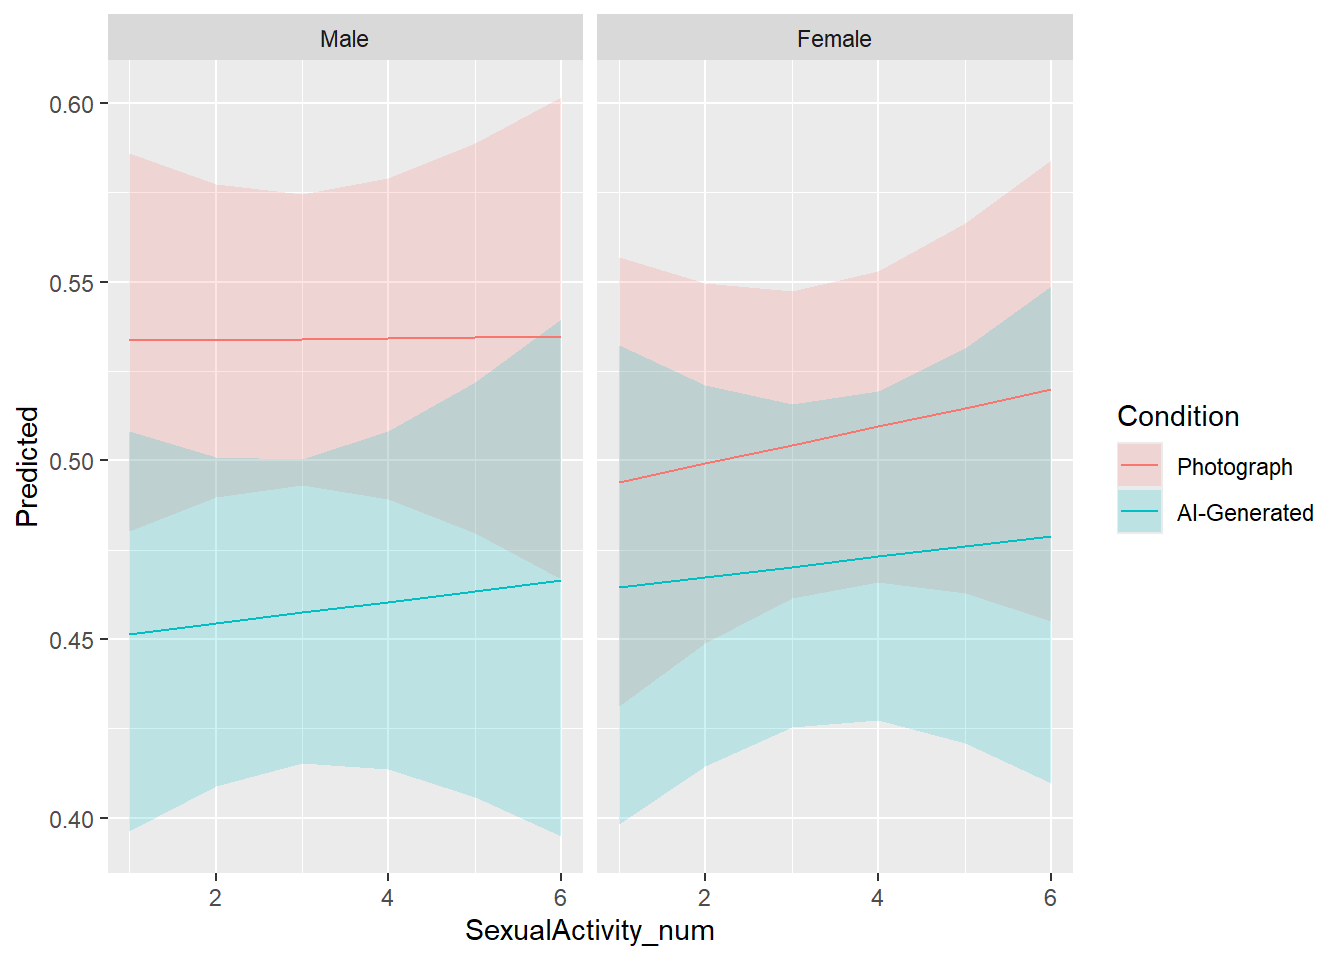 Male
Female
0.60
0.55
0.50
0.45
0.40
Predicted
2
4
6
2
4
6
SexualActivity_num
Condition
Photograph
AI-Generated